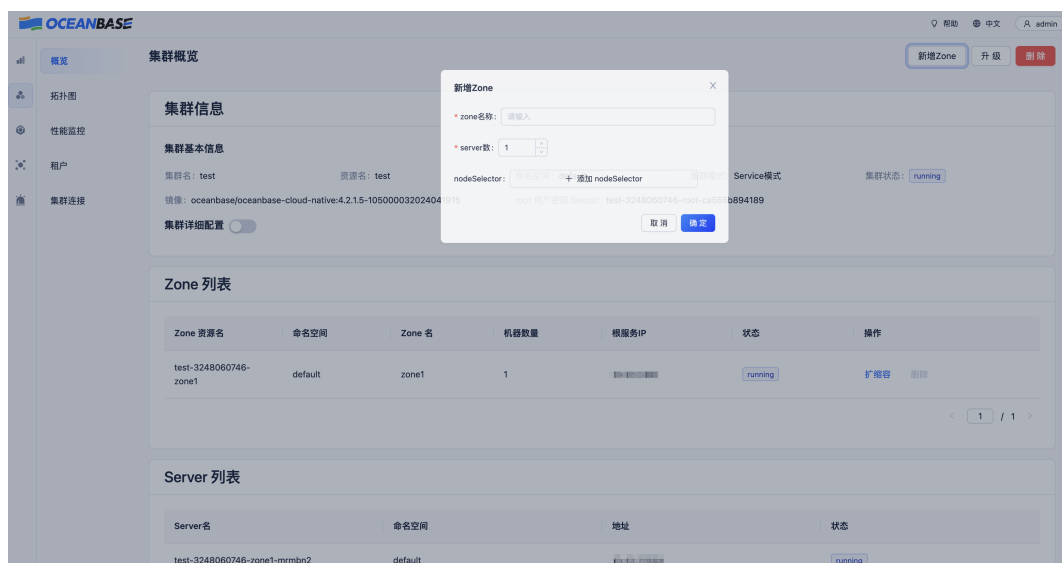 OCEANBASE
帮助 中文 admin
概览
拓扑图
性能监控
租户
集群连接
集群概览
新增Zone 升级 删除
集群信息
集群基本信息
集群名: test 资源名: test Service模式 集群状态: running
镜像: oceanbase/oceanbase-cloud-native:4.2.1.5-105000032024041915 test-3248060746-root-ca555b894189
集群详细配置
新增Zone
* zone名称: 请输入
* server数: 1
nodeSelector: + 添加 nodeSelector
取消 确定
Zone 列表
Zone 资源名 命名空间 Zone 名 机器数量 根服务IP 状态 操作
test-3248060746-zone1 default zone1 1 running 扩缩容 删除
< 1 / 1 >
Server 列表
Server名 命名空间 地址 状态
test-3248060746-zone1-mrmbn2 default running